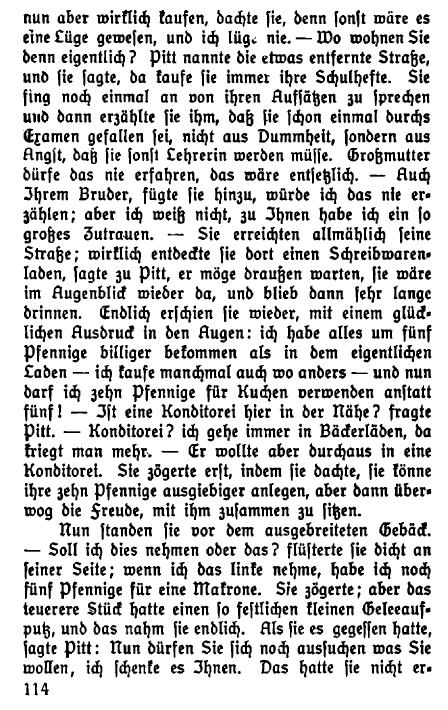 nun aber wirklich kaufen, dachte sie, denn sonst wäre es
eine Lüge gewesen, und ich lüge nie. — Wo wohnen Sie
denn eigentlich? Pitt nannte die etwas entfernte Straße,
und sie sagte, da kaufe sie immer ihre Schulhefte. Sie
fing noch einmal an von ihren Aufsätzen zu sprechen
und dann erzählte sie ihm, daß sie schon einmal durchs
Examen gefallen sei, nicht aus Dummheit, sondern aus
Angst, daß sie sonst Lehrerin werden müsse. Großmutter
dürfe das nie erfahren, das wäre entsetzlich. — Auch
Ihrem Bruder, fügte sie hinzu, würde ich das nie er-
zählen; aber ich weiß nicht, zu Ihnen habe ich ein so
großes Zutrauen. — Sie erreichten allmählich seine
Straße; wirklich entdeckte sie dort einen Schreibwaren-
laden, sagte zu Pitt, er möge draußen warten, sie wäre
im Augenblick wieder da, und blieb dann sehr lange
drinnen. Endlich erschien sie wieder, mit einem glück-
lichen Ausdruck in den Augen: ich habe alles um fünf
Pfennige billiger bekommen als in dem eigentlichen
Laden — ich kaufe manchmal auch wo anders — und nun
darf ich zehn Pfennige für Kuchen verwenden anstatt
fünf! — Ist eine Konditorei hier in der Nähe? fragte
Pitt. — Konditorei? ich gehe immer in Bäckerläden, da
kriegt man mehr. — Er wollte aber durchaus in eine
Konditorei. Sie zögerte erst, indem sie dachte, sie könne
ihre zehn Pfennige ausgiebiger anlegen, aber dann über-
wog die Freude, mit ihm zusammen zu sitzen.
Nun standen sie vor dem ausgebreiteten Gebäck.
— Soll ich dies nehmen oder das? flüsterte sie dicht an
seiner Seite; wenn ich das linke nehme, habe ich noch
fünf Pfennige für eine Makrone. Sie zögerte; aber das
teuerere Stück hatte einen so festlichen kleinen Geleeauf-
putz, und das nahm sie endlich. Als sie es gegessen hatte,
sagte Pitt: Nun dürfen Sie sich noch aussuchen was Sie
wollen, ich schenke es Ihnen. Das hatte sie nicht er-
114